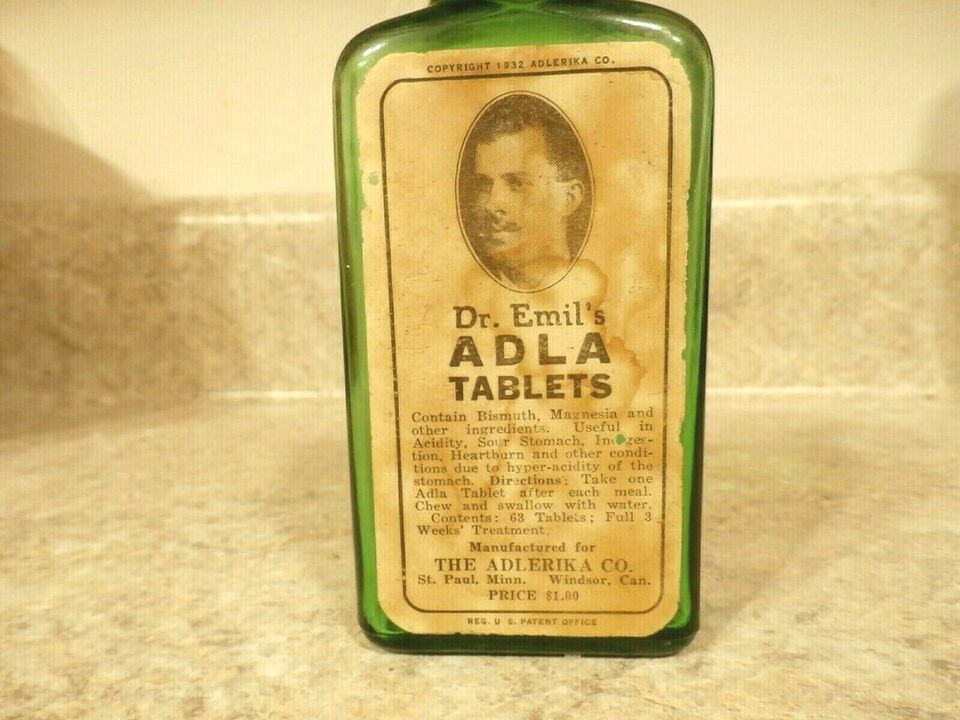 COPYRIGHT 1932 ADLERIKA CO.
Dr. Emil's
ADLA
TABLETS
Contain Bismuth, Magnesia and
other ingredients. Useful in
Acidity, Sour Stomach, Indiges-
tion, Heartburn and other condi-
tions due to hyper-acidity of the
stomach. Directions: Take one
Adla Tablet after each meal.
Chew and swallow with water.
Contents: 63 Tablets; Full 3
Weeks' Treatment.
Manufactured for
THE ADLERIKA CO.
St. Paul, Minn. Windsor, Can.
PRICE $1.00
REG. U S. PATENT OFFICE